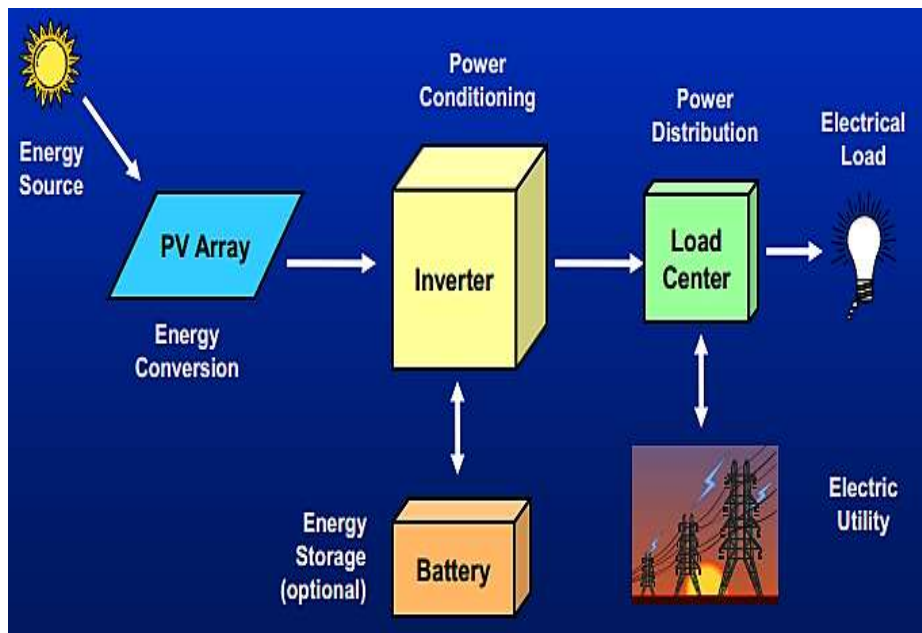 Power
Conditioning
Power
Distribution
Electrical
Load
Energy
Source
PV Array
Inverter
Load
Center
Energy
Conversion
Energy
Storage
(optional)
Battery
Electric
Utility